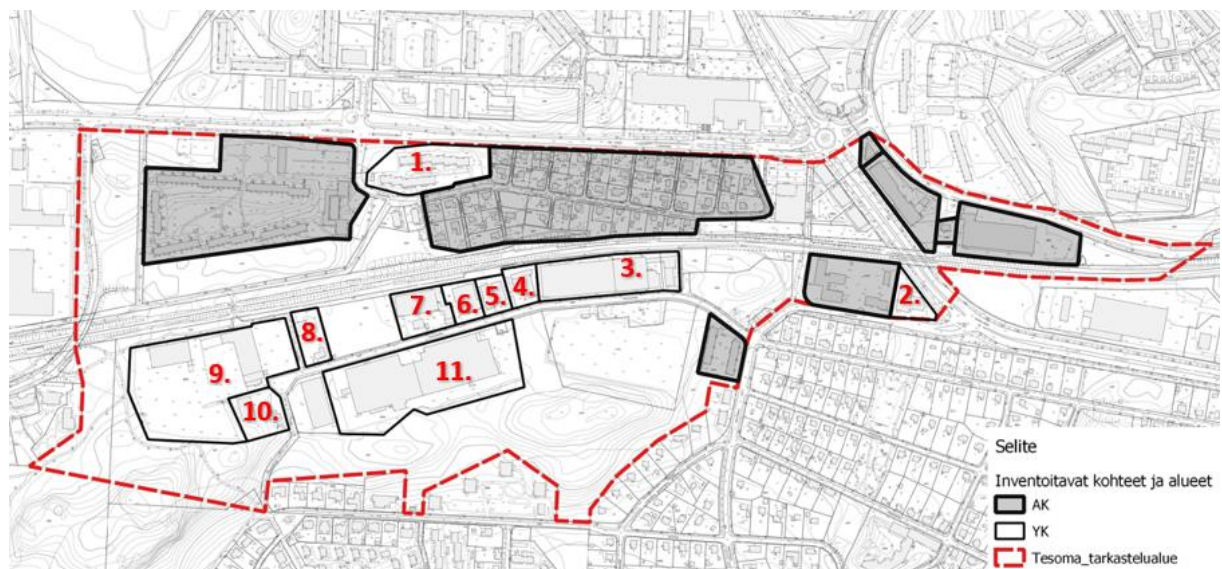 1.
2.
3.
4.
5.
6.
7.
8.
9.
10.
11.
Selite
Inventoitavat kohteet ja alueet
AK
YK
Tesoma_tarkastelualue